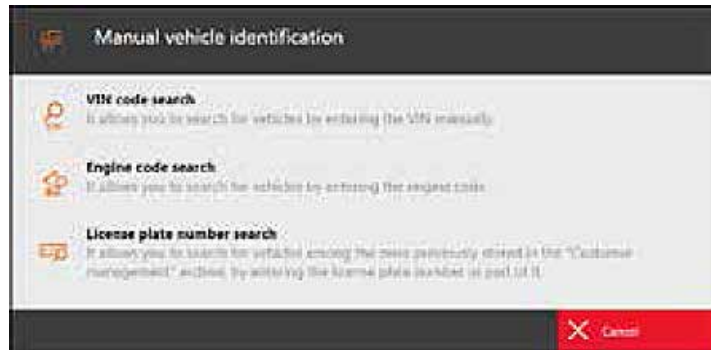 Manual vehicle identification
VIN code search
It allows you to search for vehicles by entering the VIN manually.
Engine code search
It allows you to search for vehicles by entering the engine code.
License plate number search
It allows you to search for vehicles among the ones previously stored in the "Customer
management" archive, by entering the license plate number or part of it.
Cancel